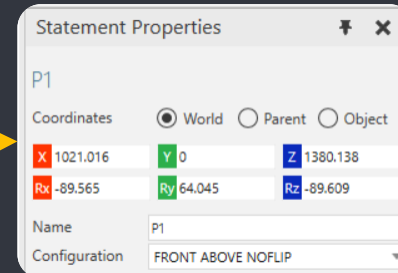 Statement Properties
P1
Coordinates World Parent Object
X 1021.016 Y 0 Z 1380.138
Rx -89.565 Ry 64.045 Rz -89.609
Name P1
Configuration FRONT ABOVE NOFLIP